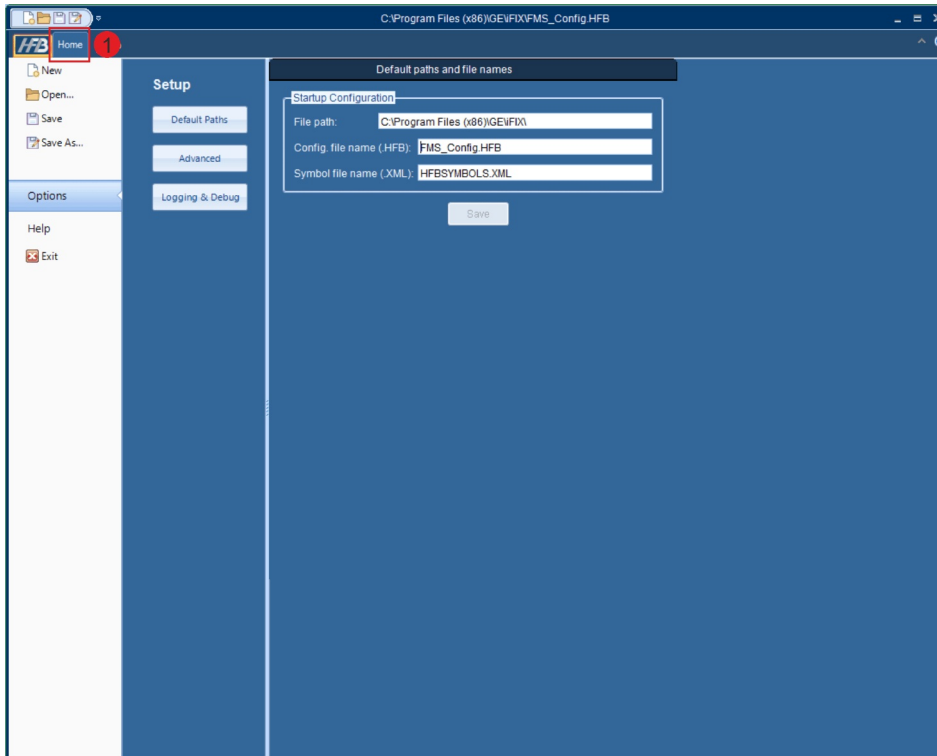 C:\Program Files (x86)\GE\iFIX\FMS_Config.HFB
HFB Home 1
New
Open...
Save
Save As...
Options
Help
Exit
Setup
Default Paths
Advanced
Logging & Debug
Default paths and file names
Startup Configuration
File path: C:\Program Files (x86)\GE\iFIX\
Config. file name (.HFB): FMS_Config.HFB
Symbol file name (.XML): HFBSYMBOLS.XML
Save